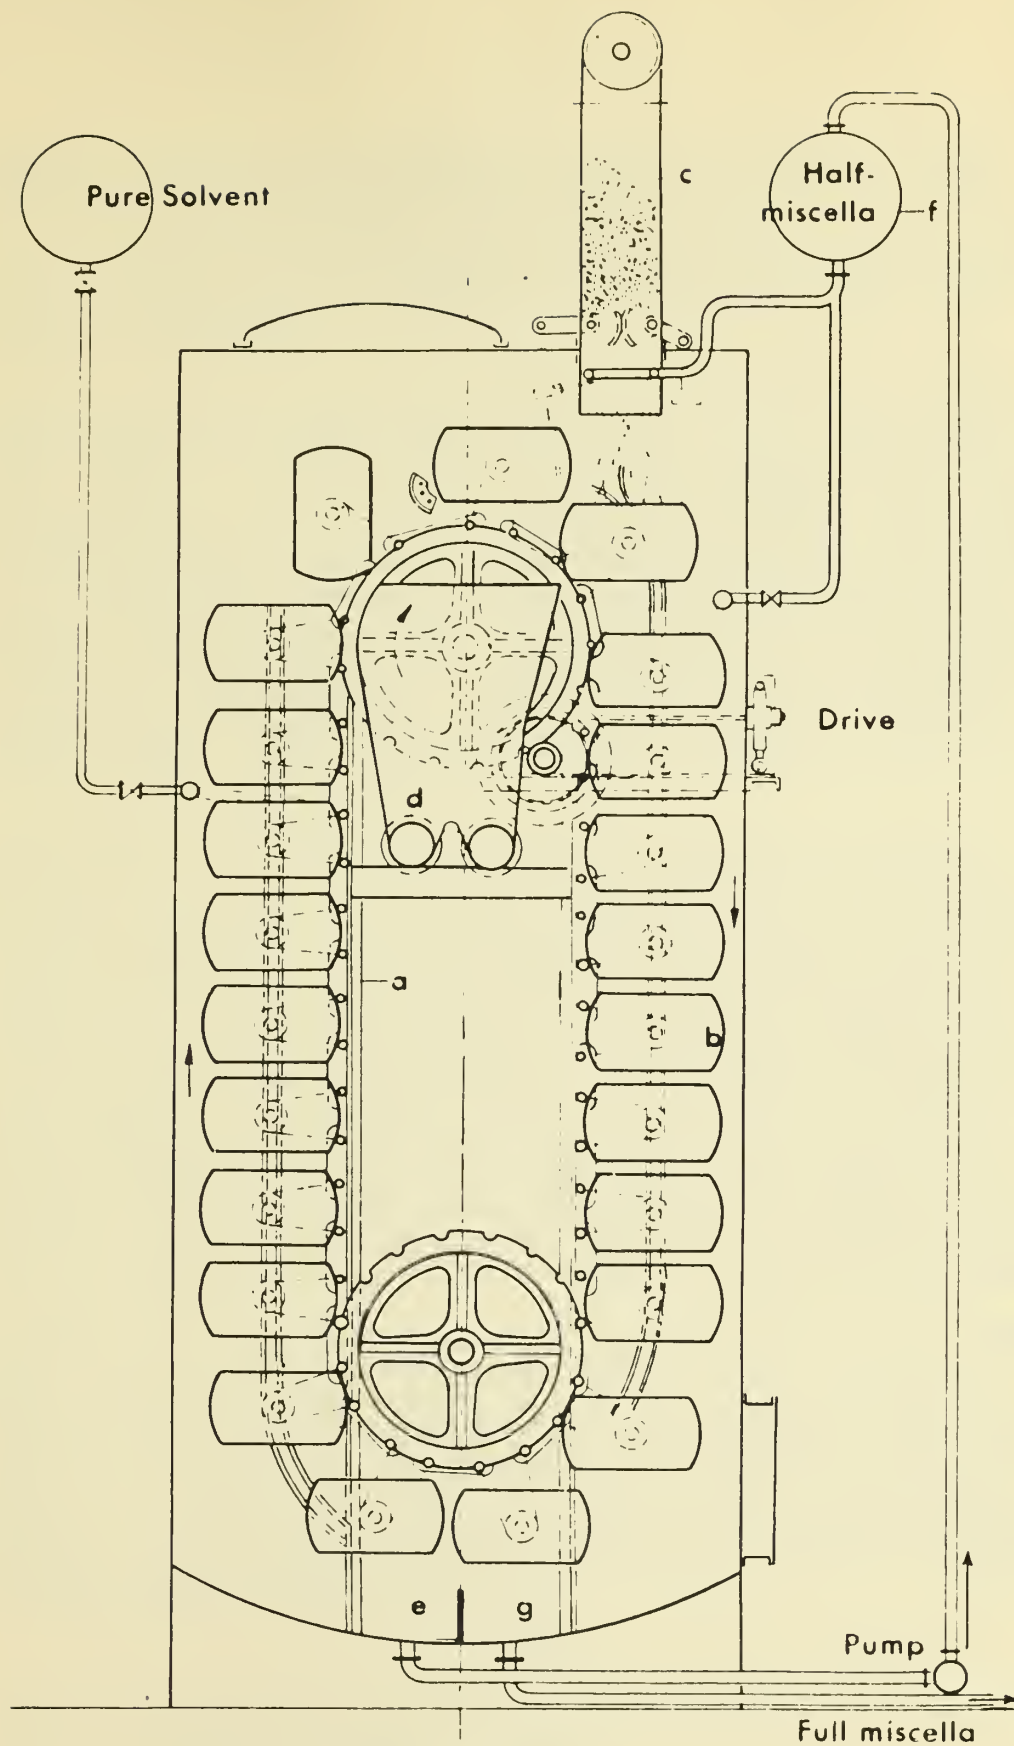 Pure Solvent
c
Half-
miscella
f
Drive
d
a
b
e
g
Pump
Full miscella